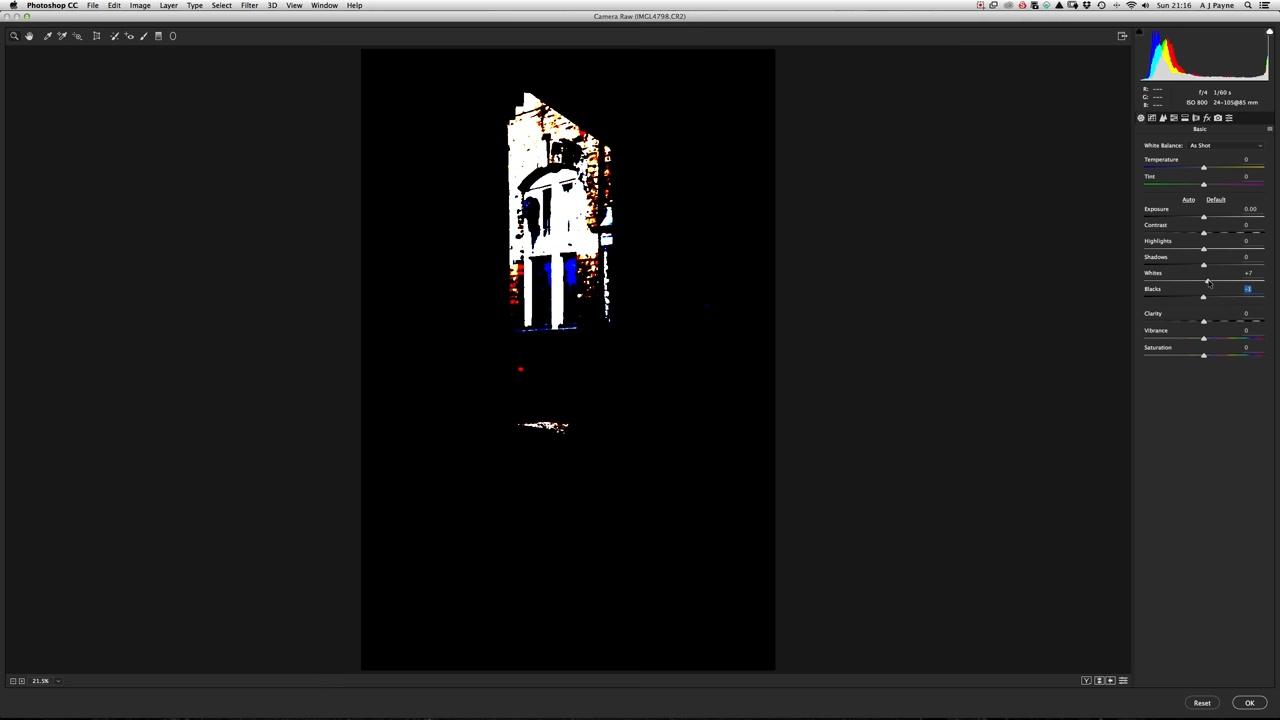 Photoshop CC File Edit Image Layer Type Select Filter 3D View Window Help Sun 21:16 A J Payne
Camera Raw (IMGL4798.CR2)
R: ---
G: ---
B: ---
f/4 1/60 s
ISO 800 24-105@85 mm
Basic
White Balance: As Shot
Temperature 0
Tint 0
Auto Default
Exposure 0.00
Contrast 0
Highlights 0
Shadows 0
Whites +7
Blacks -1
Clarity 0
Vibrance 0
Saturation 0
21.5% Y
Reset OK